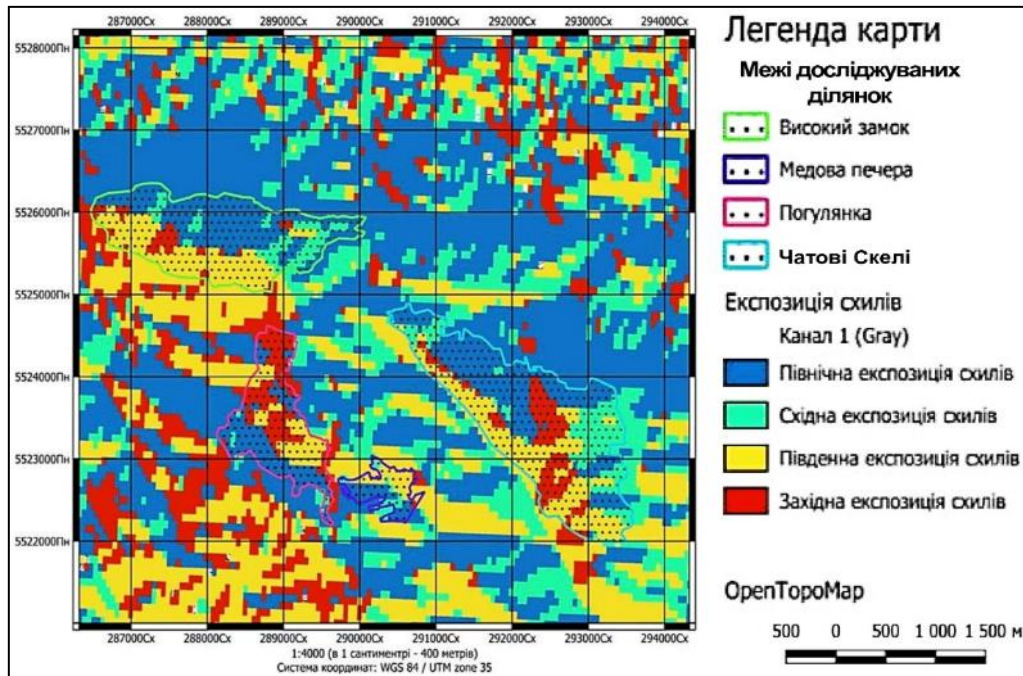 287000Сх 288000Сх 289000Сх 290000Сх 291000Сх 292000Сх 293000Сх 294000Сх
5528000Пн
5527000Пн
5526000Пн
5525000Пн
5524000Пн
5523000Пн
5522000Пн
287000Сх 288000Сх 289000Сх 290000Сх 291000Сх 292000Сх 293000Сх 294000Сх
1:4000 (в 1 сантиментрі - 400 метрів)
Система координат: WGS 84 / UTM zone 35
Легенда карти
Межі досліджуваних
ділянок
Високий замок
Медова печера
Погулянка
Чатові Скелі
Експозиція схилів
Канал 1 (Gray)
Північна експозиція схилів
Східна експозиція схилів
Південна експозиція схилів
Західна експозиція схилів
OpenTopoMap
500 0 500 1 000 1 500 м